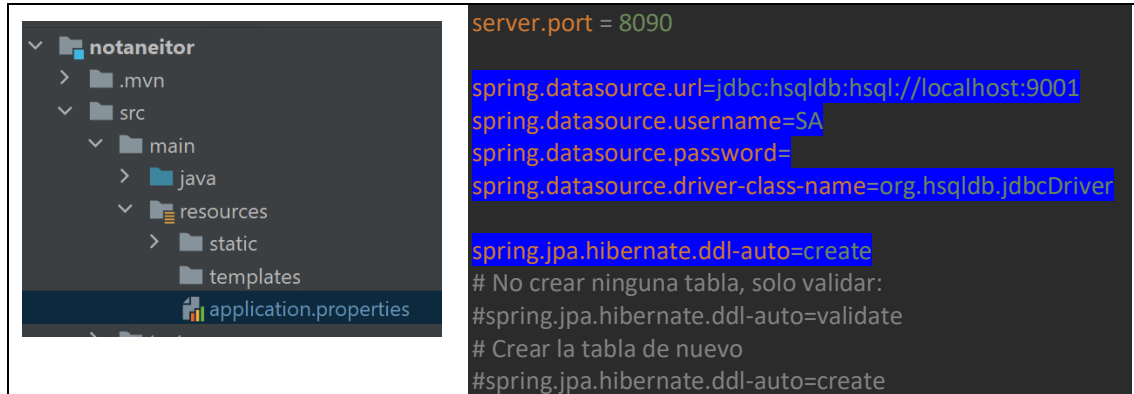 notaneitor
.mvn
src
main
java
resources
static
templates
application.properties
server.port = 8090
spring.datasource.url=jdbc:hsqldb:hsql://localhost:9001
spring.datasource.username=SA
spring.datasource.password=
spring.datasource.driver-class-name=org.hsqldb.jdbcDriver
spring.jpa.hibernate.ddl-auto=create
# No crear ninguna tabla, solo validar:
#spring.jpa.hibernate.ddl-auto=validate
# Crear la tabla de nuevo
#spring.jpa.hibernate.ddl-auto=create